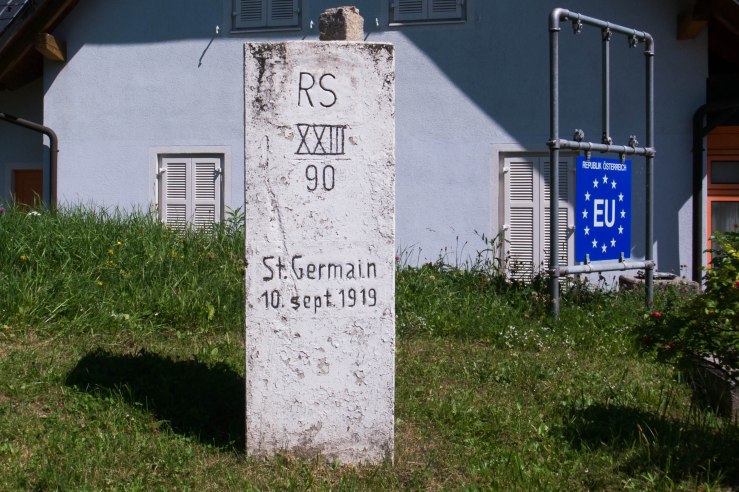 RS
XXIII
90
St. Germain
10. sept. 1919
REPUBLIK ÖSTERREICH
EU